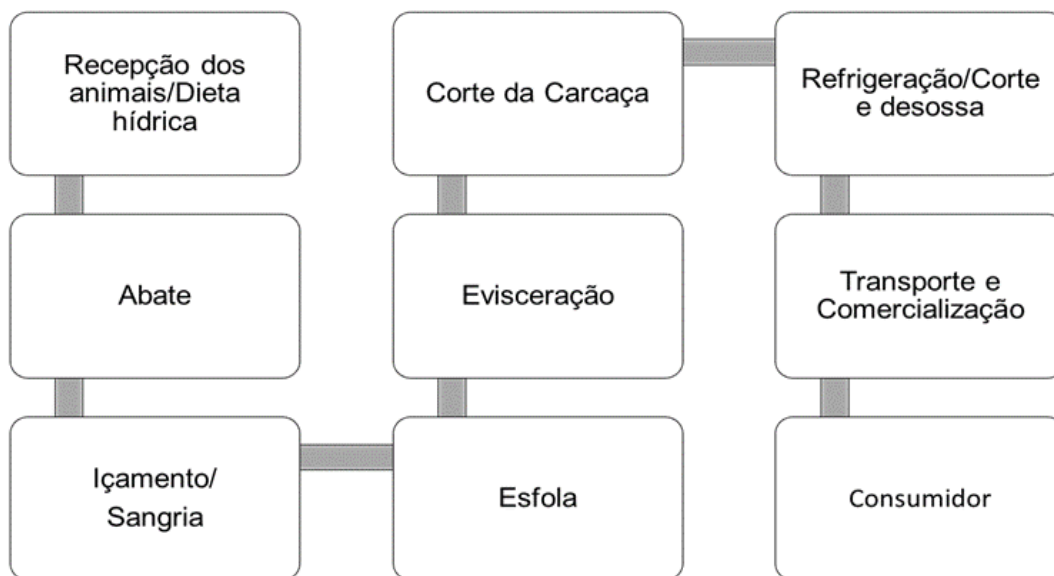 Recepção dos
animais/Dieta
hídrica
Abate
Içamento/
Sangria
Esfola
Evisceração
Corte da Carcaça
Refrigeração/Corte
e desossa
Transporte e
Comercialização
Consumidor